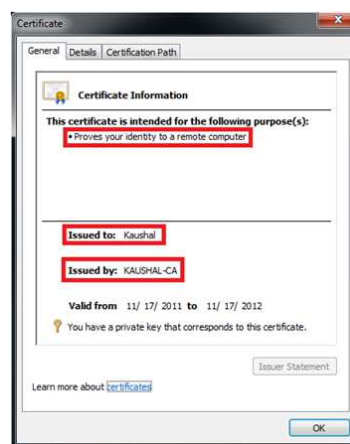 Certificate
General
Details
Certification Path
Certificate Information
This certificate is intended for the following purpose(s):
• Proves your identity to a remote computer
Issued to: Kaushal
Issued by: KAUSHAL-CA
Valid from 11/ 17/ 2011 to 11/ 17/ 2012
You have a private key that corresponds to this certificate.
Issuer Statement
Learn more about certificates
OK